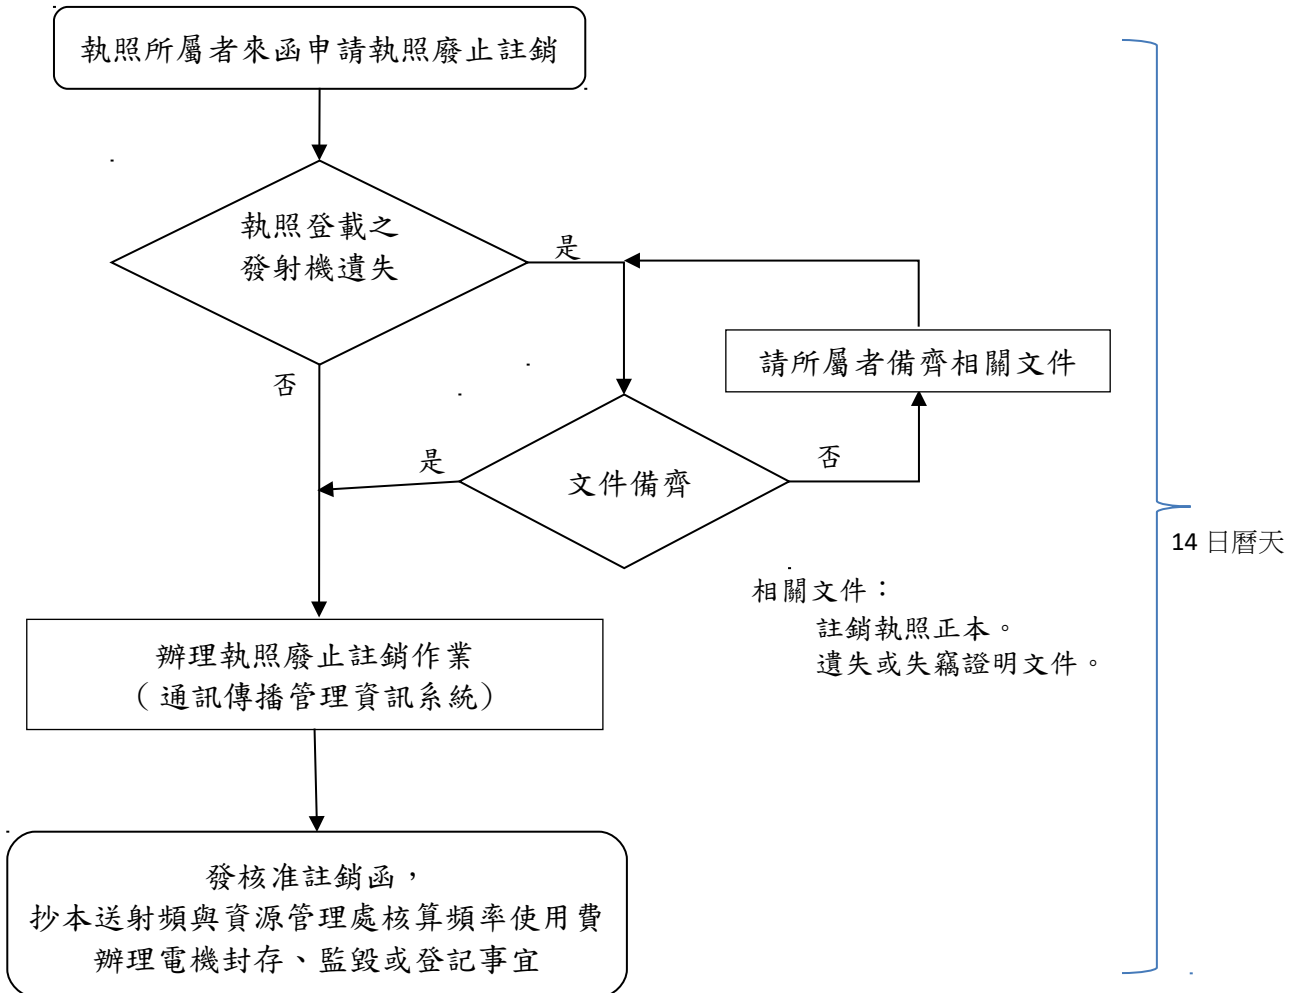 執照所屬者來函申請執照廢止註銷
執照登載之
發射機遺失
是
請所屬者備齊相關文件
否
是
文件備齊
否
14 日曆天
相關文件：
註銷執照正本。
遺失或失竊證明文件。
辦理執照廢止註銷作業
（通訊傳播管理資訊系統）
發核准註銷函，
抄本送射頻與資源管理處核算頻率使用費
辦理電機封存、監毀或登記事宜